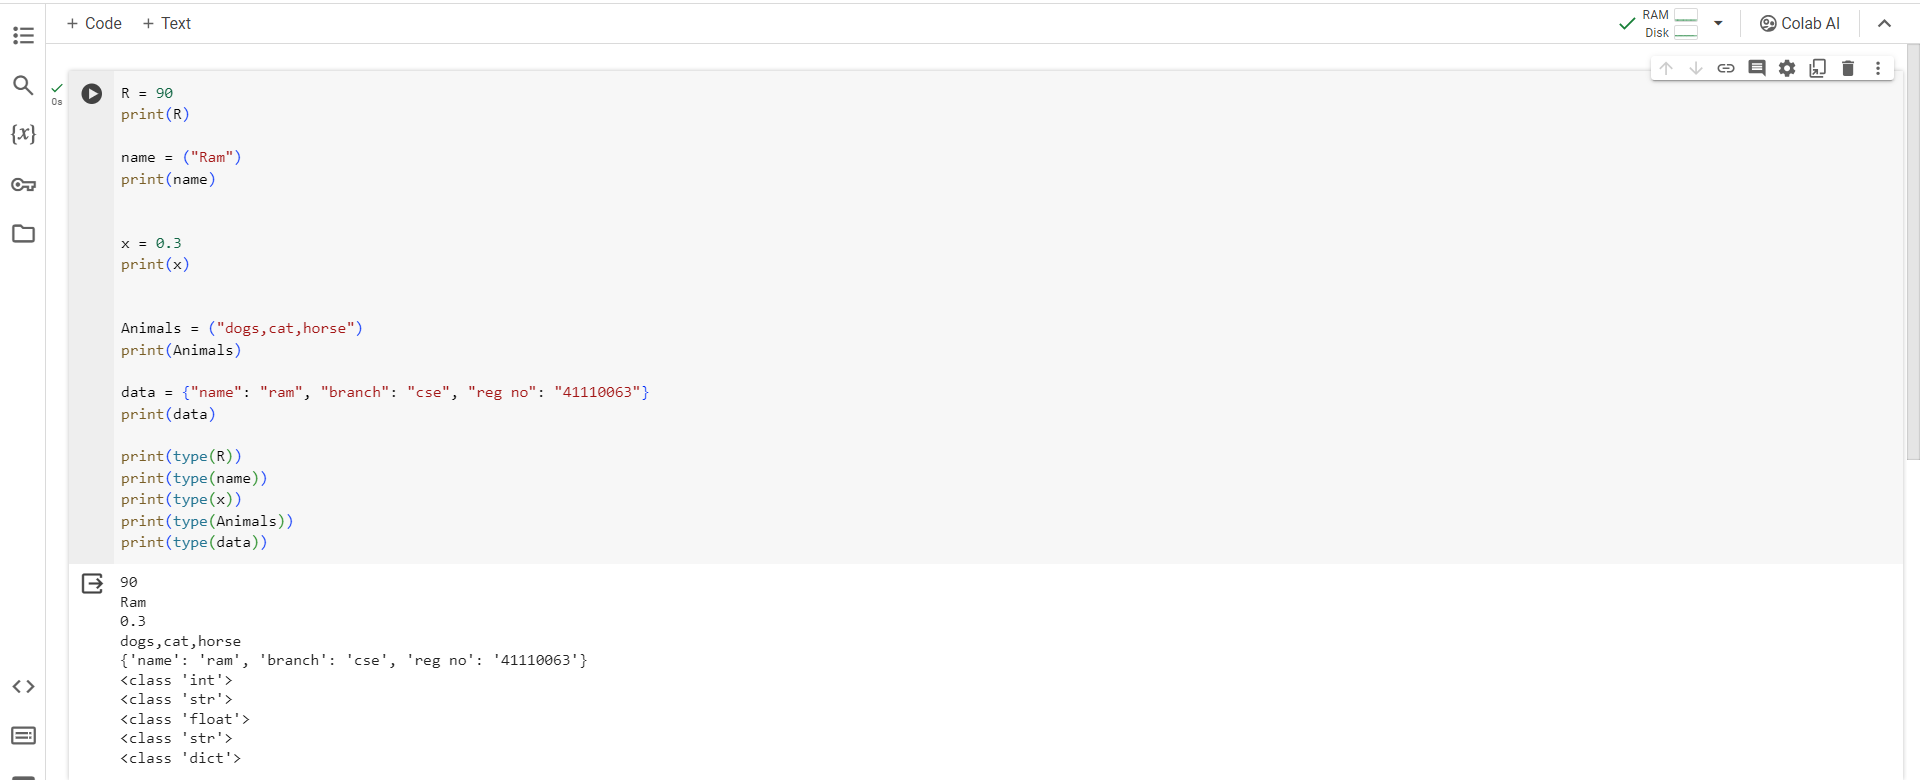 + Code + Text
RAM
Disk
Colab AI
{x}
0s
R = 90
print(R)
name = ("Ram")
print(name)
x = 0.3
print(x)
Animals = ("dogs,cat,horse")
print(Animals)
data = {"name": "ram", "branch": "cse", "reg no": "41110063"}
print(data)
print(type(R))
print(type(name))
print(type(x))
print(type(Animals))
print(type(data))
90
Ram
0.3
dogs,cat,horse
{'name': 'ram', 'branch': 'cse', 'reg no': '41110063'}
<class 'int'>
<class 'str'>
<class 'float'>
<class 'str'>
<class 'dict'>